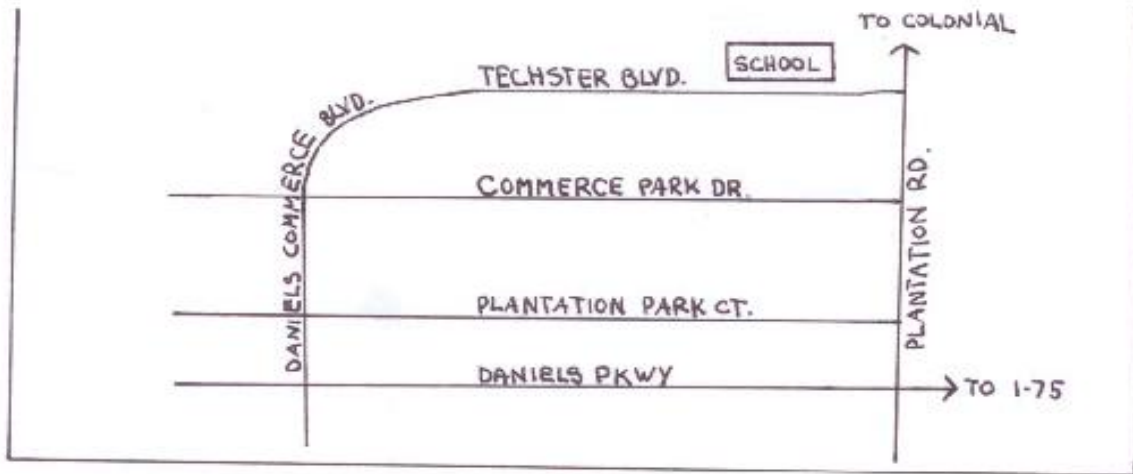 TO COLONIAL
SCHOOL
TECHSTER BLVD.
DANIELS COMMERCE BLVD.
COMMERCE PARK DR.
PLANTATION RD.
PLANTATION PARK CT.
DANIELS PKWY
TO I-75